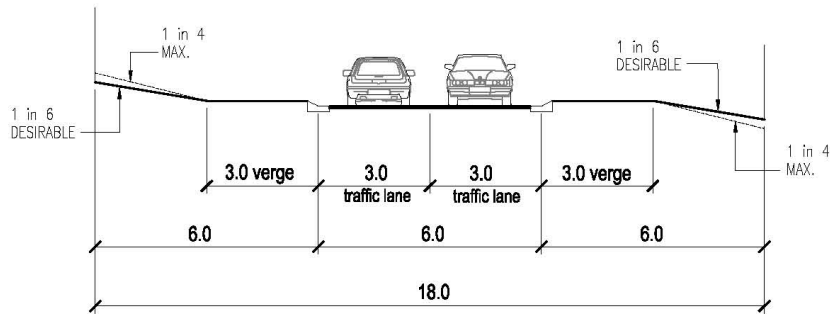 1 in 4
MAX.
1 in 6
DESIRABLE
1 in 6
DESIRABLE
1 in 4
MAX.
3.0 verge
3.0
traffic lane
3.0
traffic lane
3.0 verge
6.0
6.0
6.0
18.0